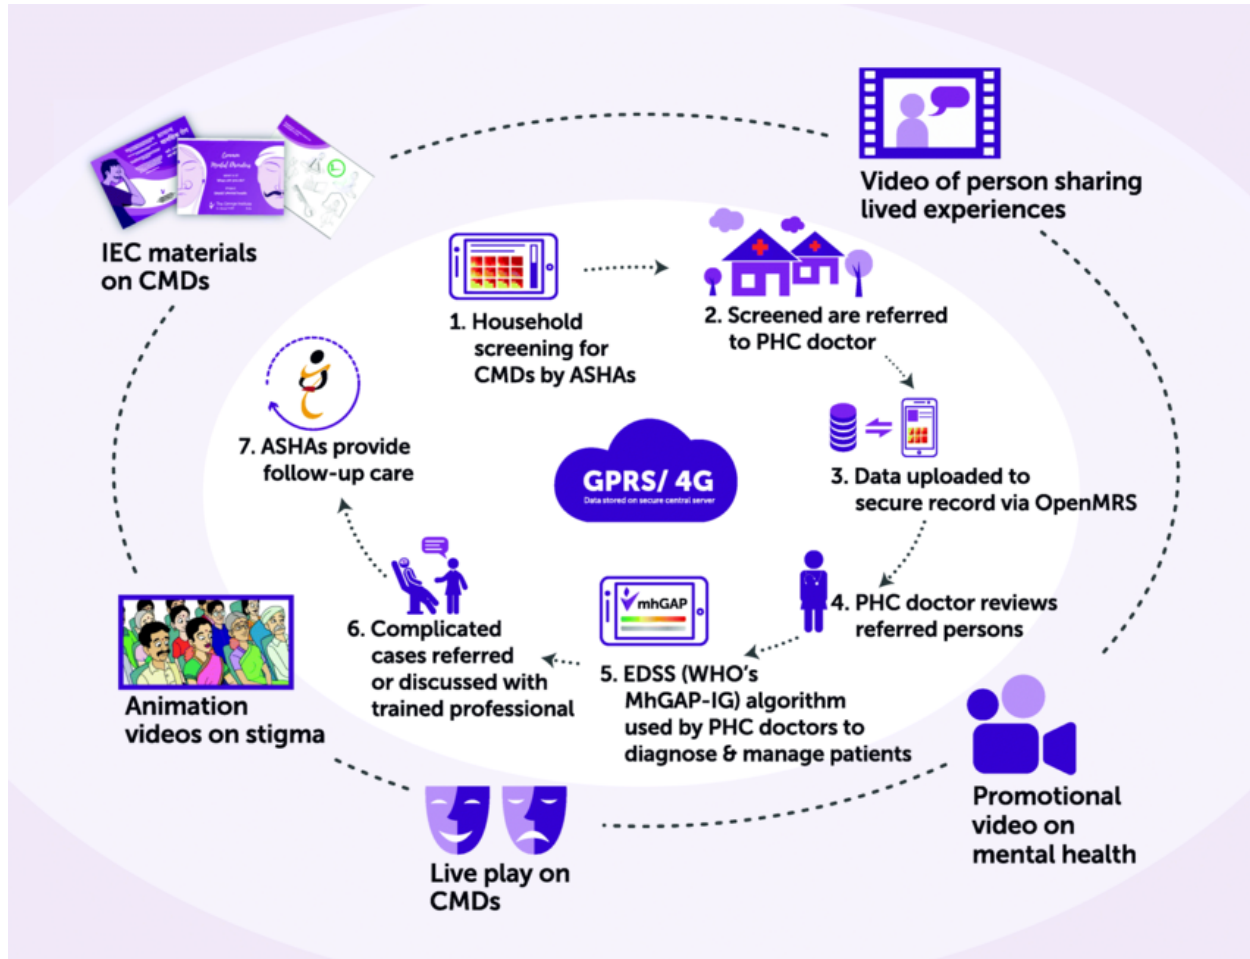 IEC materials
on CMDs
Common
Mental Disorders
Video of person sharing
lived experiences
1. Household
screening for
CMDs by ASHAs
2. Screened are referred
to PHC doctor
3. Data uploaded to
secure record via OpenMRS
4. PHC doctor reviews
referred persons
mhGAP
5. EDSS (WHO's
MhGAP-IG) algorithm
used by PHC doctors to
diagnose & manage patients
6. Complicated
cases referred
or discussed with
trained professional
7. ASHAs provide
follow-up care
GPRS/ 4G
Data stored on secure central server
Promotional
video on
mental health
Live play on
CMDs
Animation
videos on stigma